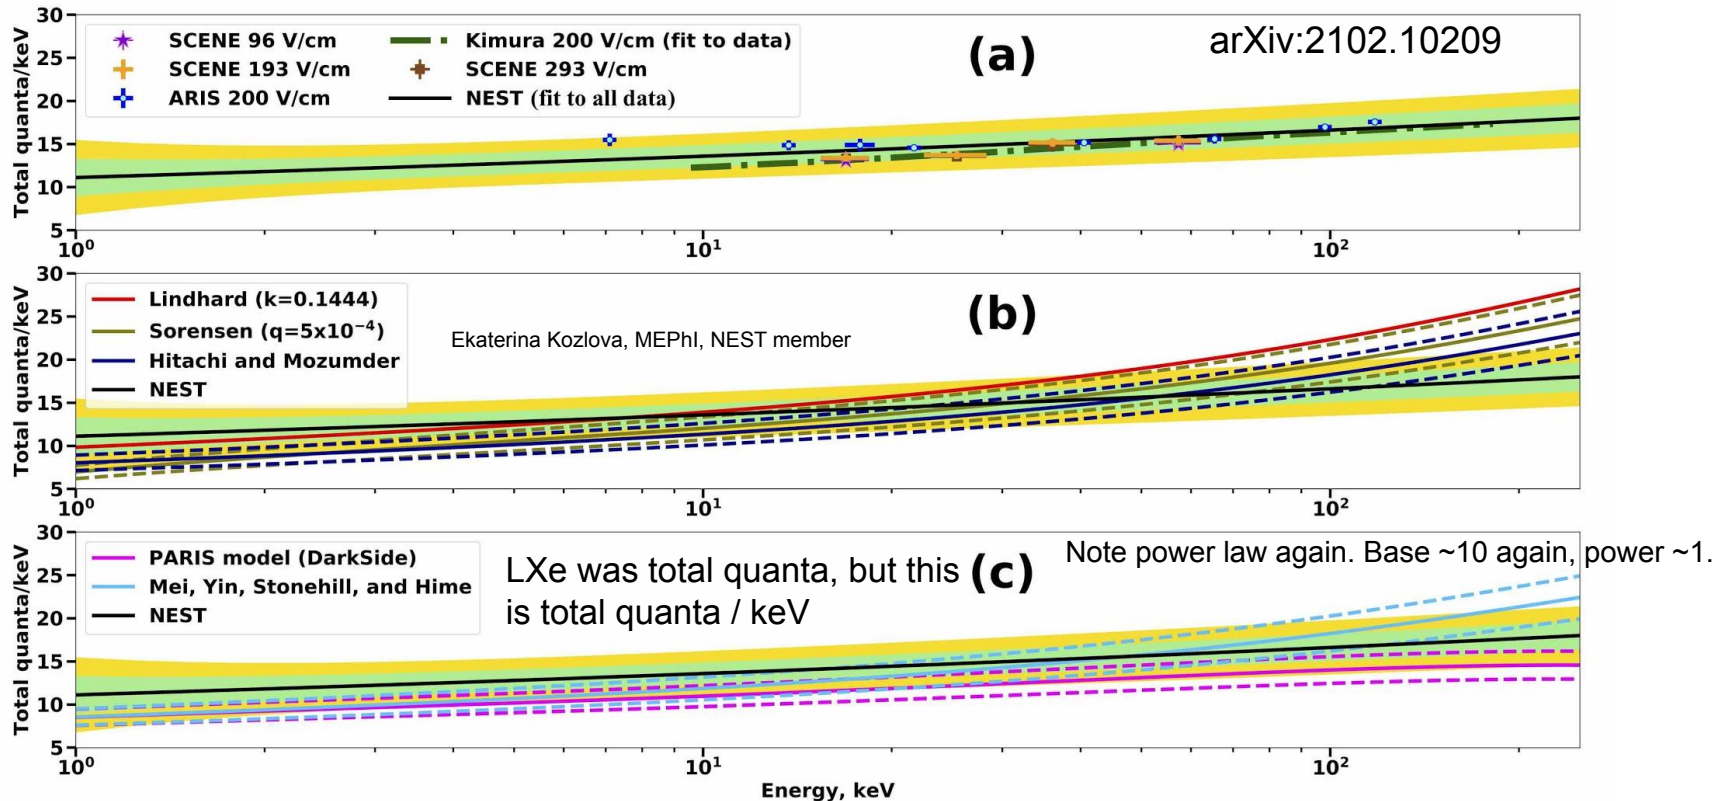 arXiv:2102.10209
(a)
SCENE 96 V/cm
SCENE 193 V/cm
ARIS 200 V/cm
Kimura 200 V/cm (fit to data)
SCENE 293 V/cm
NEST (fit to all data)
Total quanta/keV
30
25
20
15
10
5
10⁰
10¹
10²
(b)
Lindhard (k=0.1444)
Sorensen (q=5x10⁻⁴)
Hitachi and Mozumder
NEST
Ekaterina Kozlova, MEPhI, NEST member
Total quanta/keV
30
25
20
15
10
5
10⁰
10¹
10²
(c)
PARIS model (DarkSide)
Mei, Yin, Stonehill, and Hime
NEST
LXe was total quanta, but this
is total quanta / keV
Note power law again. Base ~10 again, power ~1.
Total quanta/keV
30
25
20
15
10
5
10⁰
10¹
10²
Energy, keV